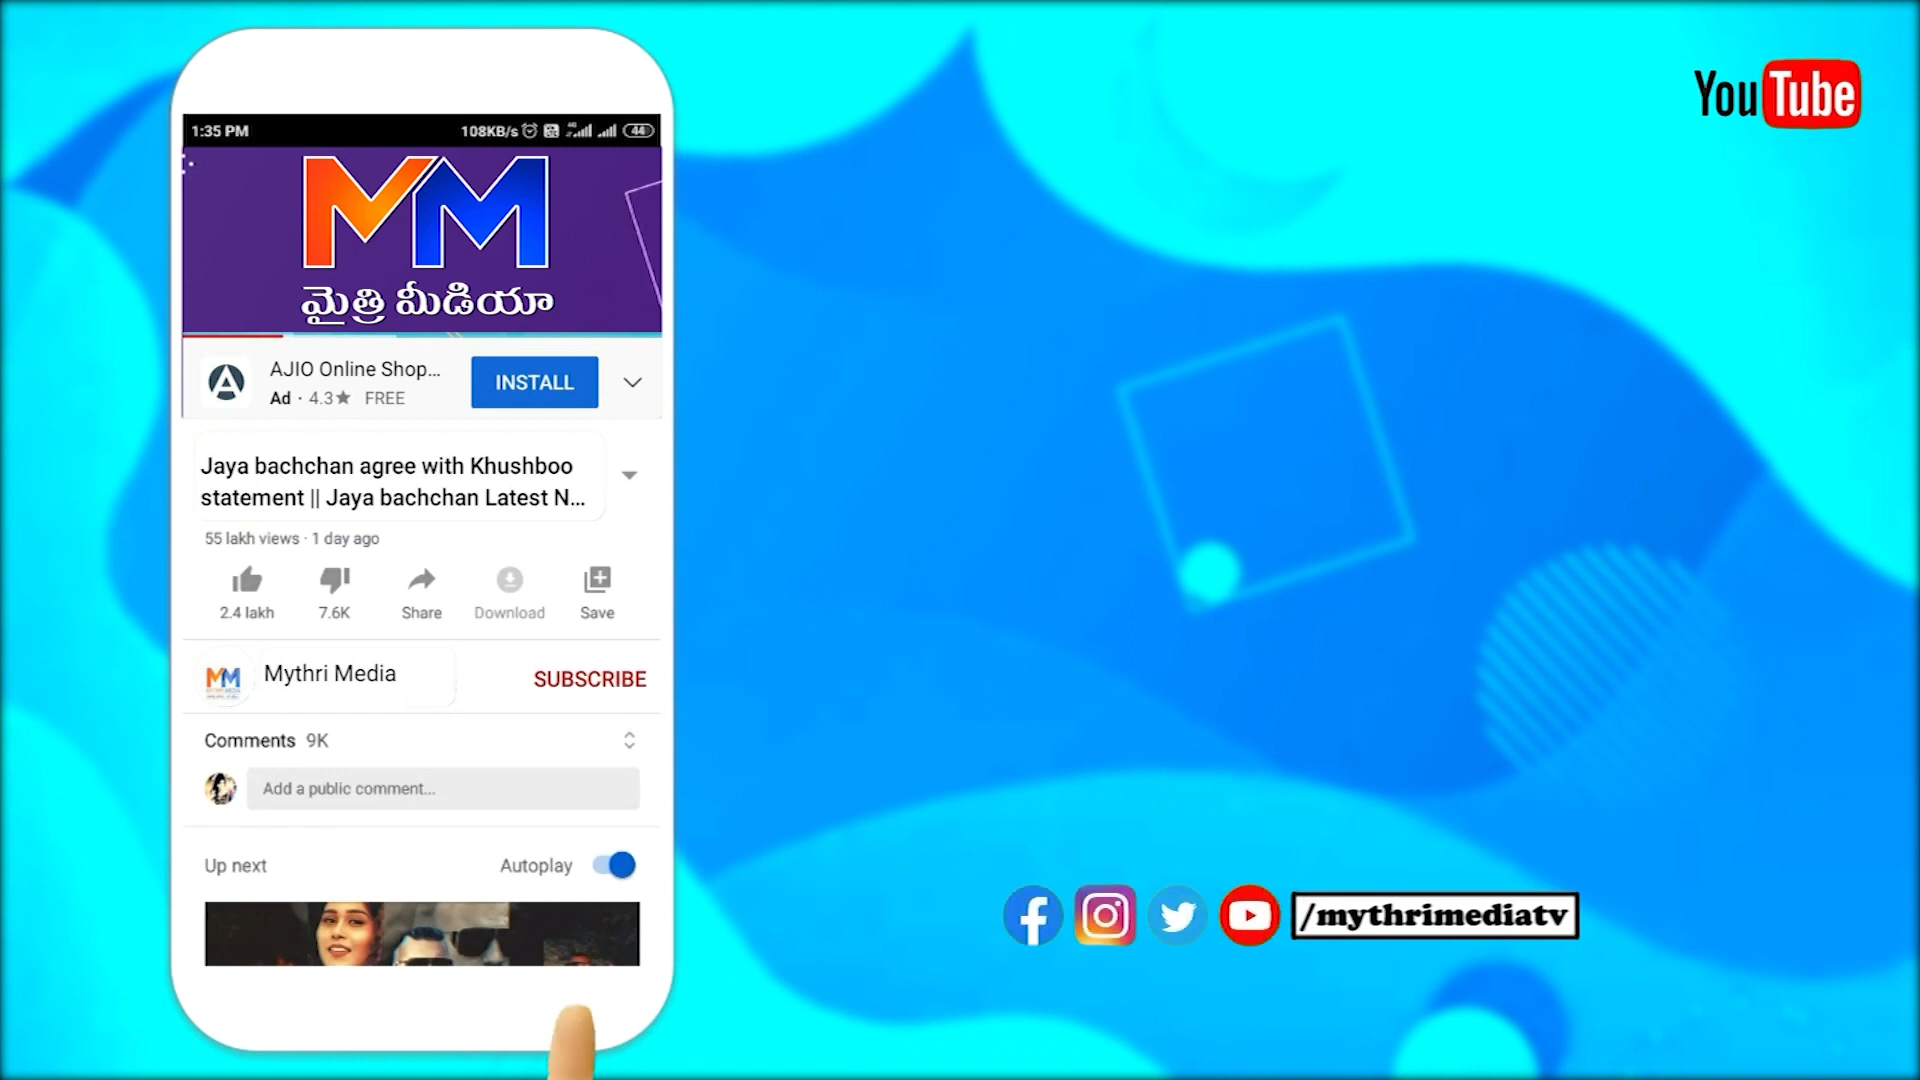 YouTube
1:35 PM 108KB/s 4G 44
MM
మైత్రి మీడియా
AJIO Online Shop...
Ad · 4.3★ FREE
INSTALL
Jaya bachchan agree with Khushboo
statement || Jaya bachchan Latest N...
55 lakh views · 1 day ago
2.4 lakh 7.6K Share Download Save
MM Mythri Media SUBSCRIBE
Comments 9K
Add a public comment...
Up next Autoplay
/mythrimediatv